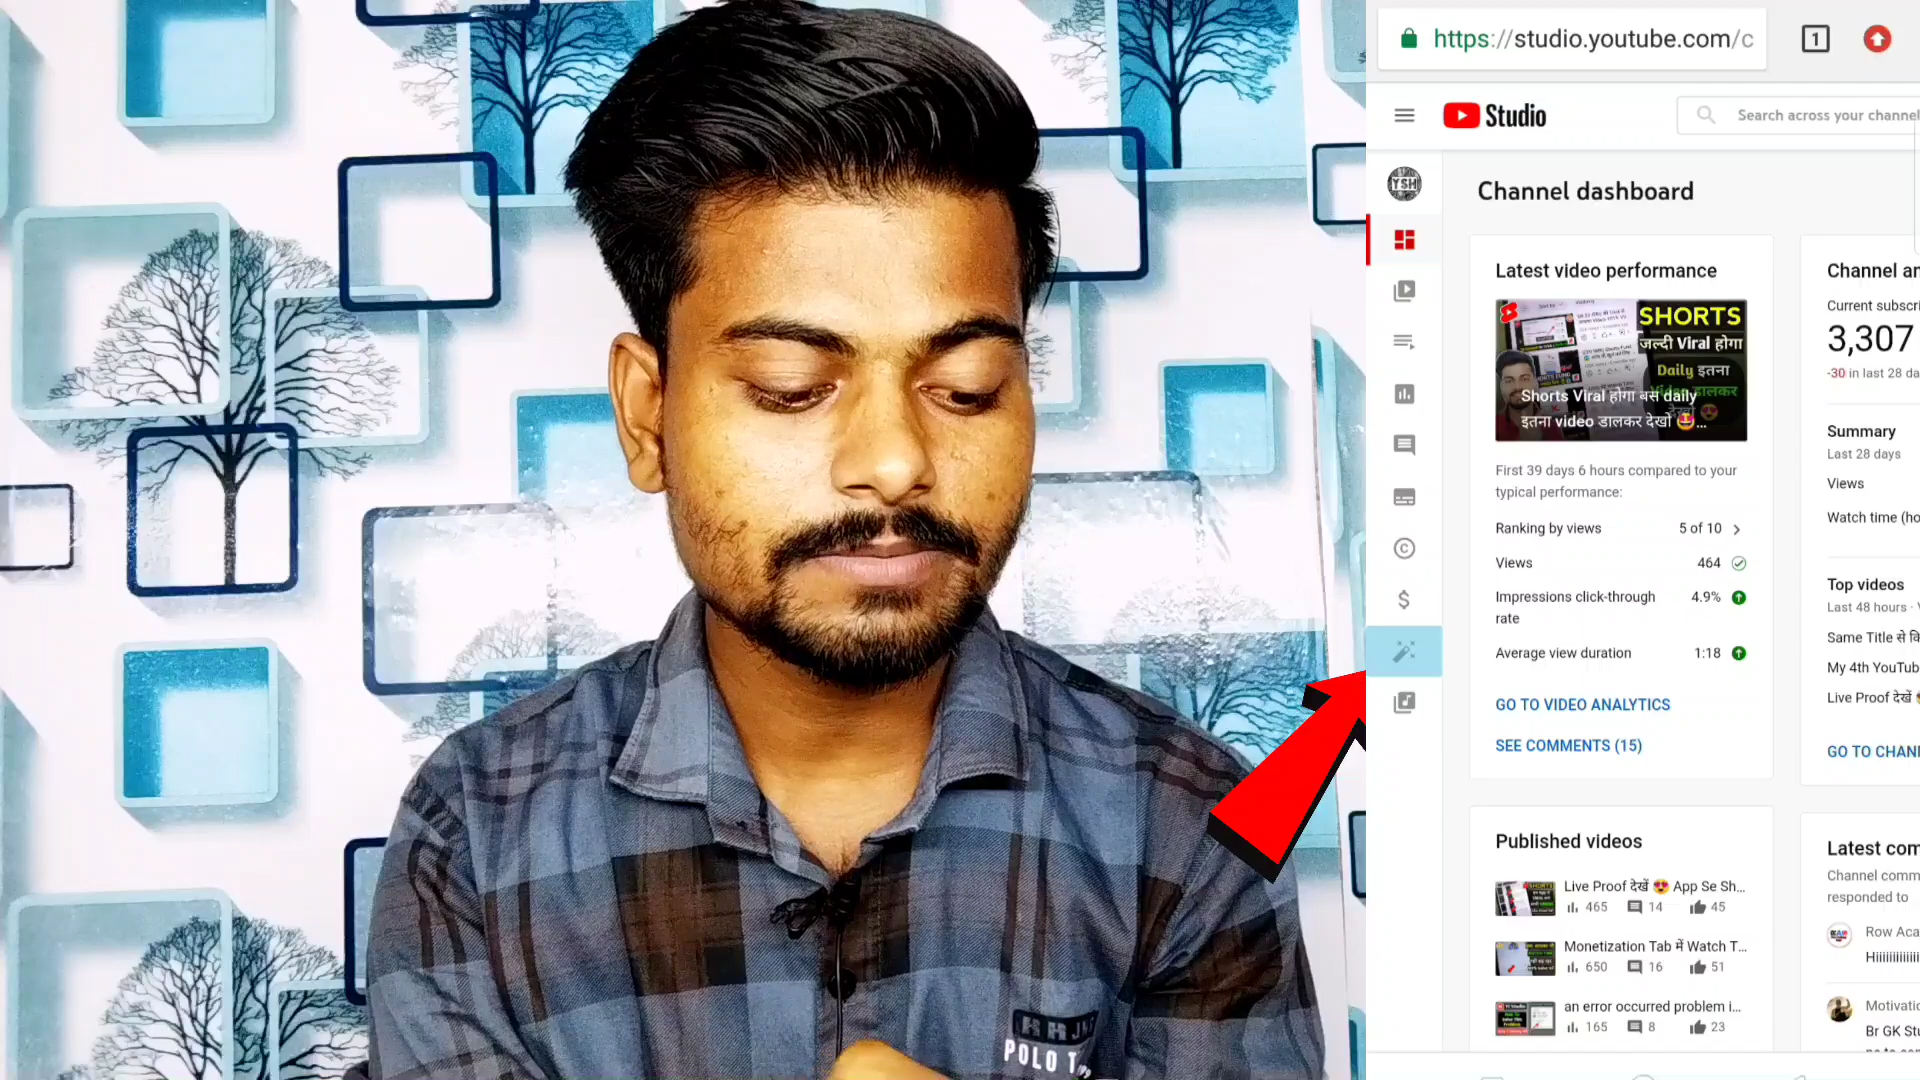 https://studio.youtube.com/c
1
Studio
Search across your channel
YSH
Channel dashboard
Latest video performance
SHORTS
जल्दी Viral होगा
Daily इतना
Shorts Viral होगा बस daily
इतना video डालकर देखों 🤩...
First 39 days 6 hours compared to your
typical performance:
Ranking by views 5 of 10
Views 464
Impressions click-through
rate 4.9%
Average view duration 1:18
GO TO VIDEO ANALYTICS
SEE COMMENTS (15)
Published videos
Live Proof देखें 😍 App Se Sh...
465 14 45
Monetization Tab में Watch T...
650 16 51
an error occurred problem i...
165 8 23
Channel an
Current subscri
3,307
-30 in last 28 da
Summary
Last 28 days
Views
Watch time (ho
Top videos
Last 48 hours ·
Same Title से कि
My 4th YouTub
Live Proof देखें
GO TO CHAN
Latest com
Channel comm
responded to
Row Aca
Hiiiiiiiiiiiiii
Motivatio
Br GK Stu
POLO T